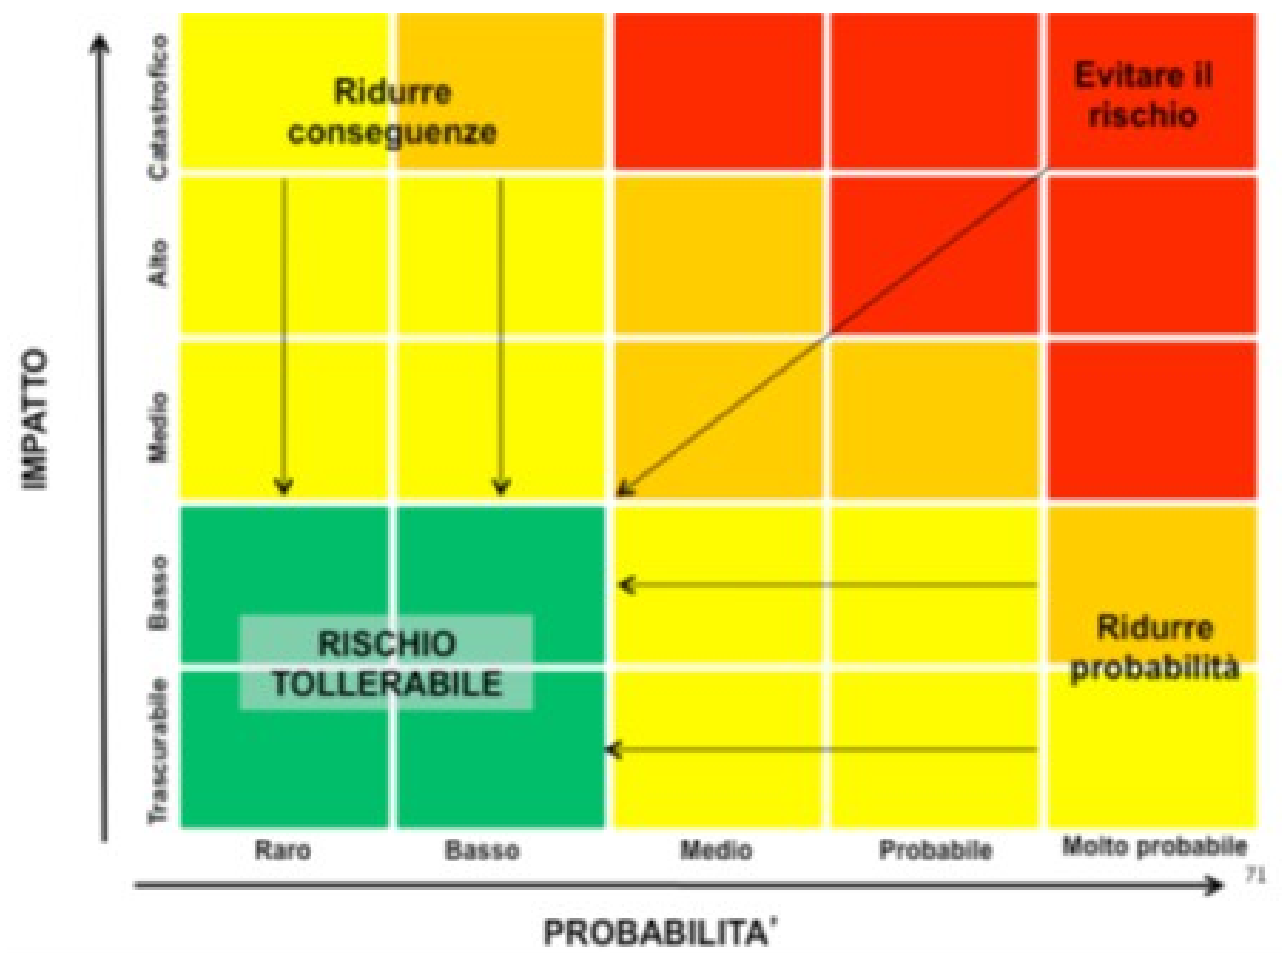 Ridurre
conseguenze
Evitare il
rischio
Catastrofico
Alto
Medio
Basso
Trascurabile
IMPATTO
RISCHIO
TOLLERABILE
Ridurre
probabilità
Raro
Basso
Medio
Probabile
Molto probabile
71
PROBABILITA'